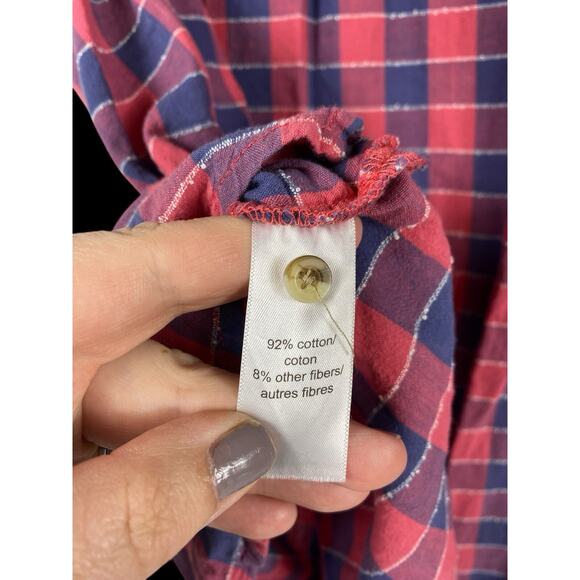 92% cotton/
coton
8% other fibers/
autres fibres